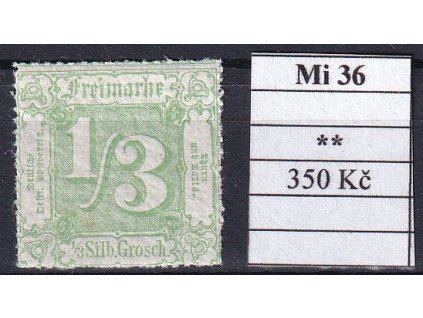 Freimarke
1/3
1/3 Silb. Grosch
Mi 36
**
350 Kč